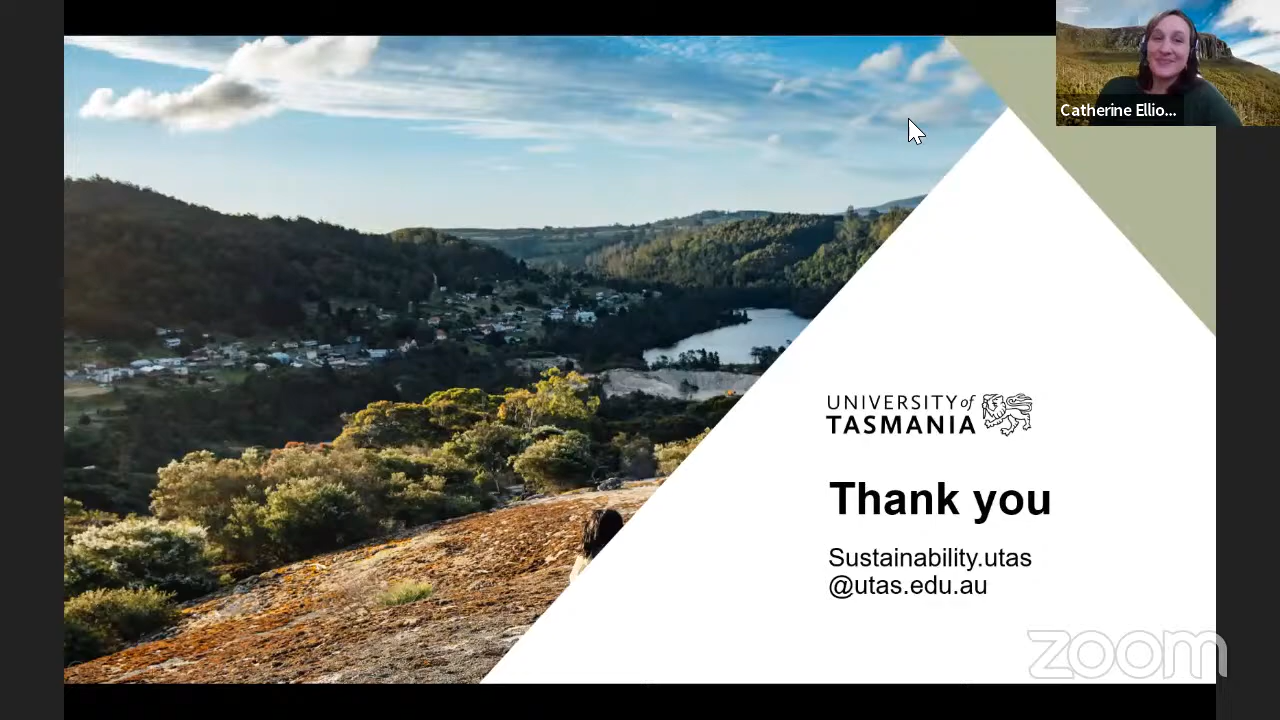 Catherine Ellio...
UNIVERSITY of
TASMANIA
Thank you
Sustainability.utas
@utas.edu.au
zoom